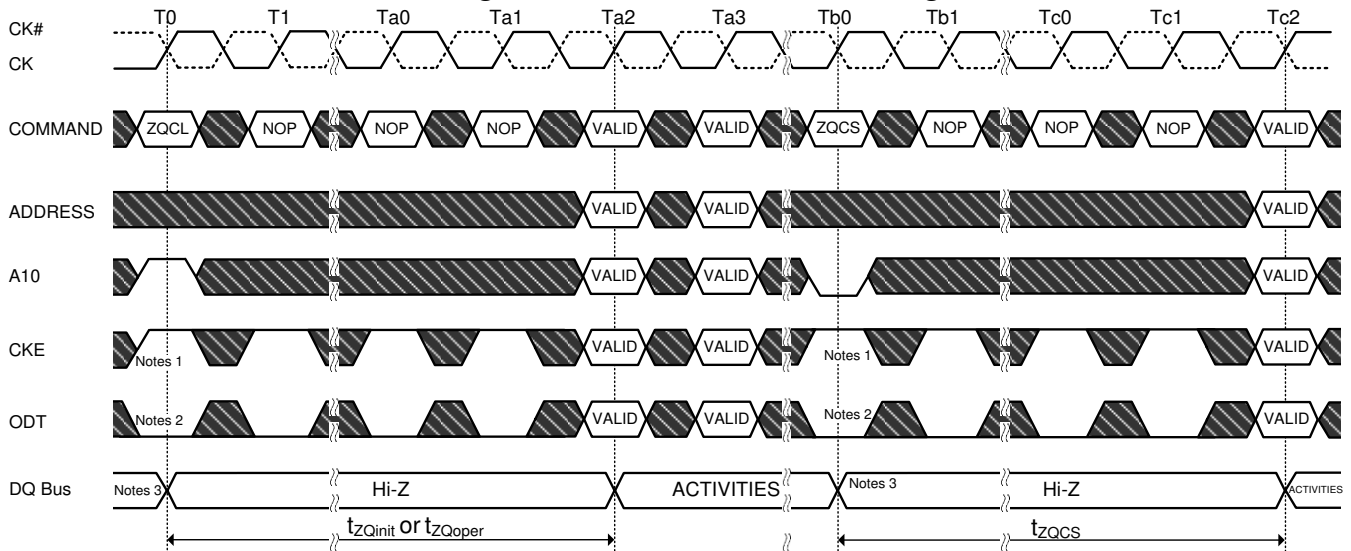 T0 T1 Ta0 Ta1 Ta2 Ta3 Tb0 Tb1 Tc0 Tc1 Tc2
CK#
CK
COMMAND ZQCL NOP NOP NOP VALID VALID ZQCS NOP NOP NOP VALID
ADDRESS VALID VALID VALID
A10 VALID VALID VALID
CKE Notes 1 VALID VALID Notes 1 VALID
ODT Notes 2 VALID VALID Notes 2 VALID
DQ Bus Notes 3 Hi-Z ACTIVITIES Notes 3 Hi-Z ACTIVITIES
tZQinit or tZQoper tZQCS